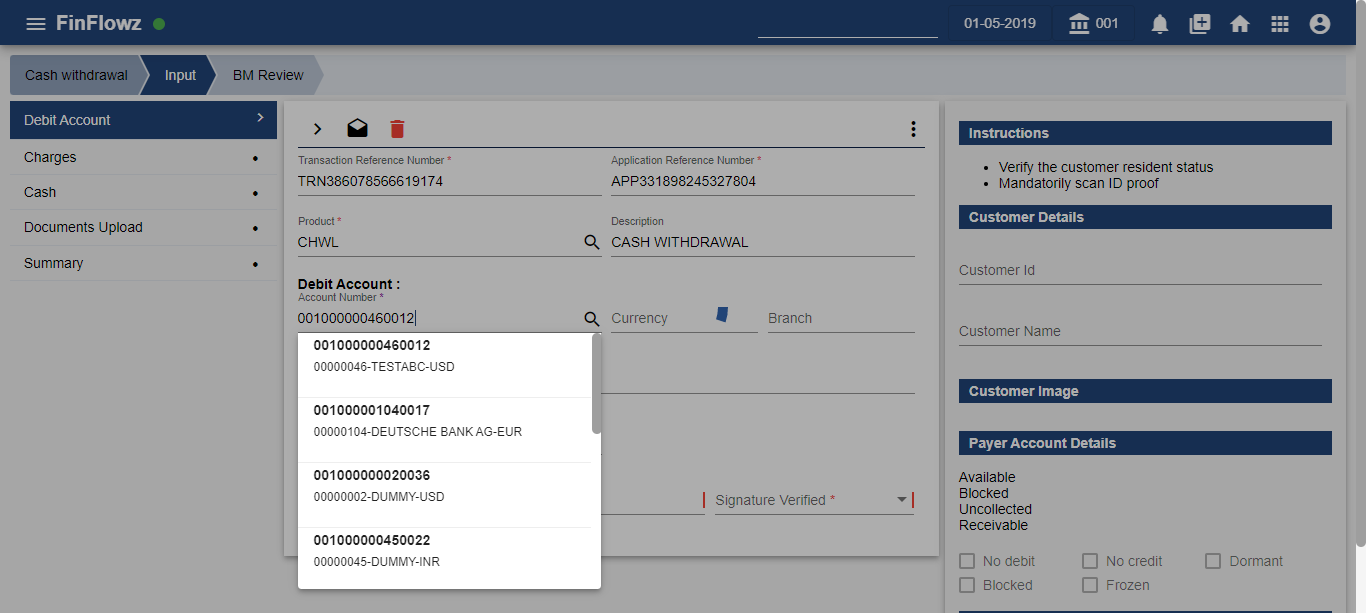 FinFlowz
01-05-2019
001
Cash withdrawal
Input
BM Review
Debit Account
Charges
Cash
Documents Upload
Summary
Transaction Reference Number *
Application Reference Number *
TRN386078566619174
APP331898245327804
Product *
Description
CHWL
CASH WITHDRAWAL
Debit Account :
Account Number *
001000000460012
Currency
Branch
001000000460012
00000046-TESTABC-USD
001000001040017
00000104-DEUTSCHE BANK AG-EUR
001000000020036
00000002-DUMMY-USD
001000000450022
00000045-DUMMY-INR
Signature Verified *
Instructions
• Verify the customer resident status
• Mandatorily scan ID proof
Customer Details
Customer Id
Customer Name
Customer Image
Payer Account Details
Available
Blocked
Uncollected
Receivable
No debit
No credit
Dormant
Blocked
Frozen